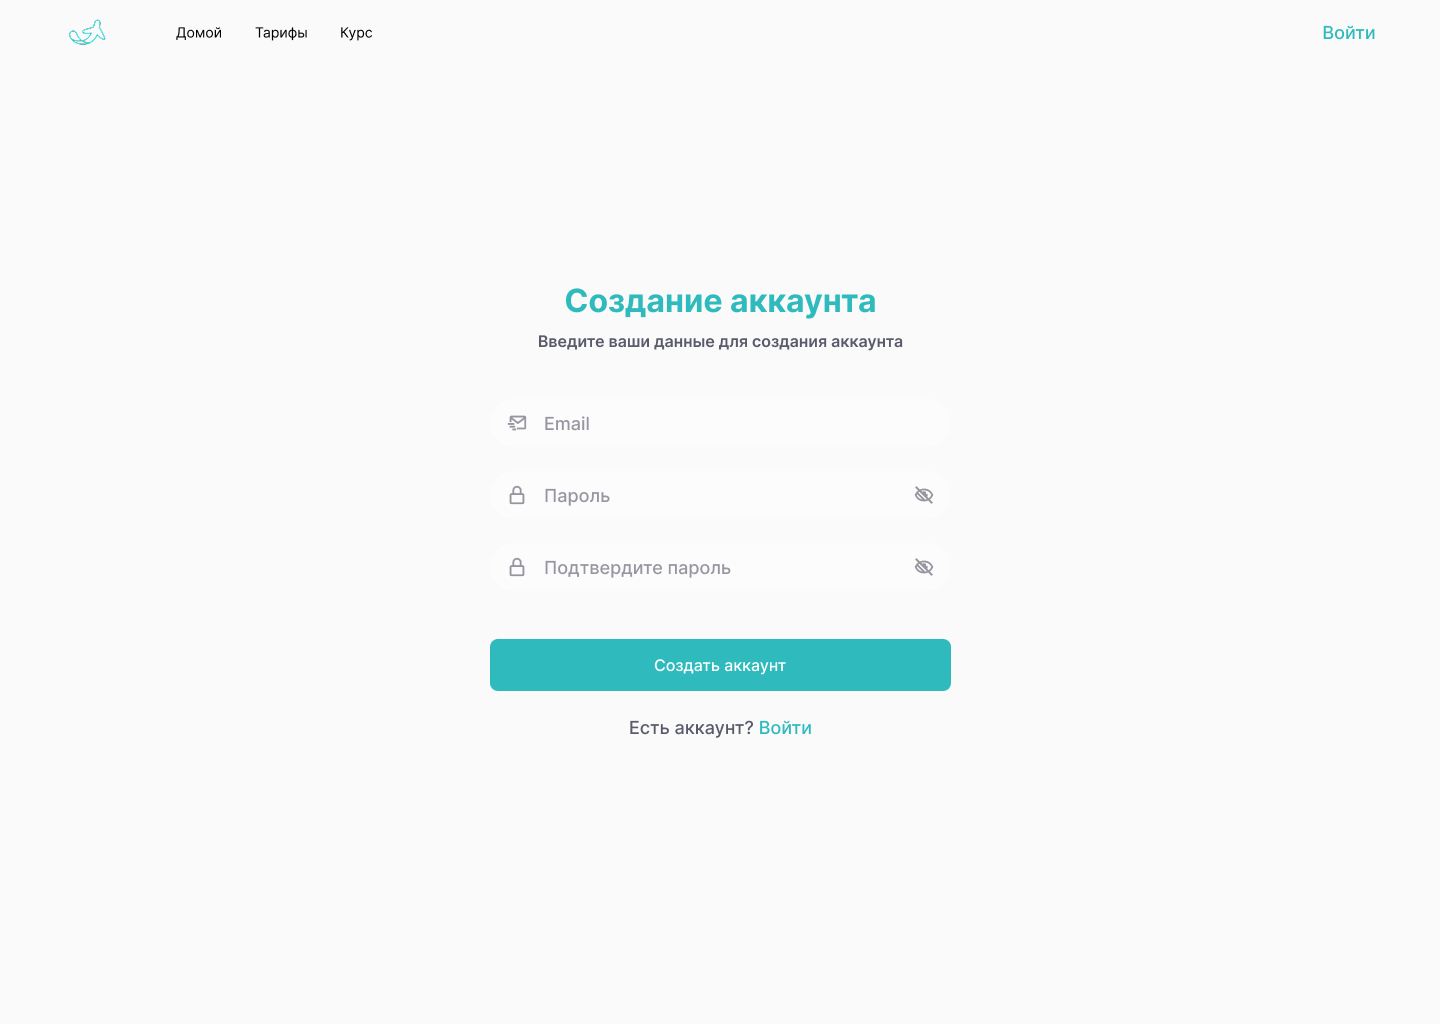 Домой Тарифы Курс Войти
Создание аккаунта
Введите ваши данные для создания аккаунта
Email
Пароль
Подтвердите пароль
Создать аккаунт
Есть аккаунт? Войти